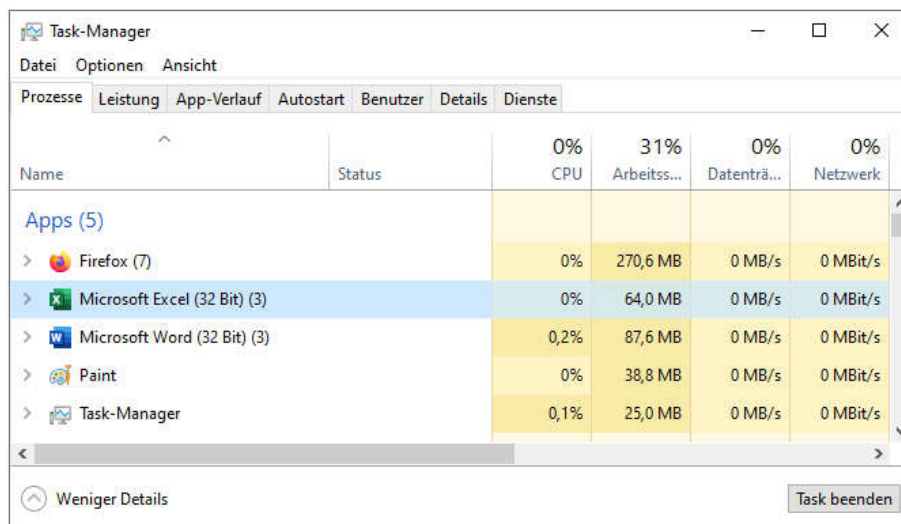 Task-Manager
Datei Optionen Ansicht
Prozesse Leistung App-Verlauf Autostart Benutzer Details Dienste
0% 31% 0% 0%
Name Status CPU Arbeitss... Datenträ... Netzwerk
Apps (5)
Firefox (7) 0% 270,6 MB 0 MB/s 0 MBit/s
Microsoft Excel (32 Bit) (3) 0% 64,0 MB 0 MB/s 0 MBit/s
Microsoft Word (32 Bit) (3) 0,2% 87,6 MB 0 MB/s 0 MBit/s
Paint 0% 38,8 MB 0 MB/s 0 MBit/s
Task-Manager 0,1% 25,0 MB 0 MB/s 0 MBit/s
Weniger Details Task beenden